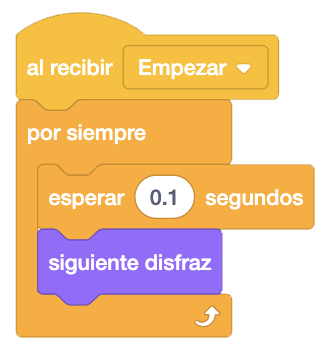 al recibir Empezar
por siempre
esperar 0.1 segundos
siguiente disfraz